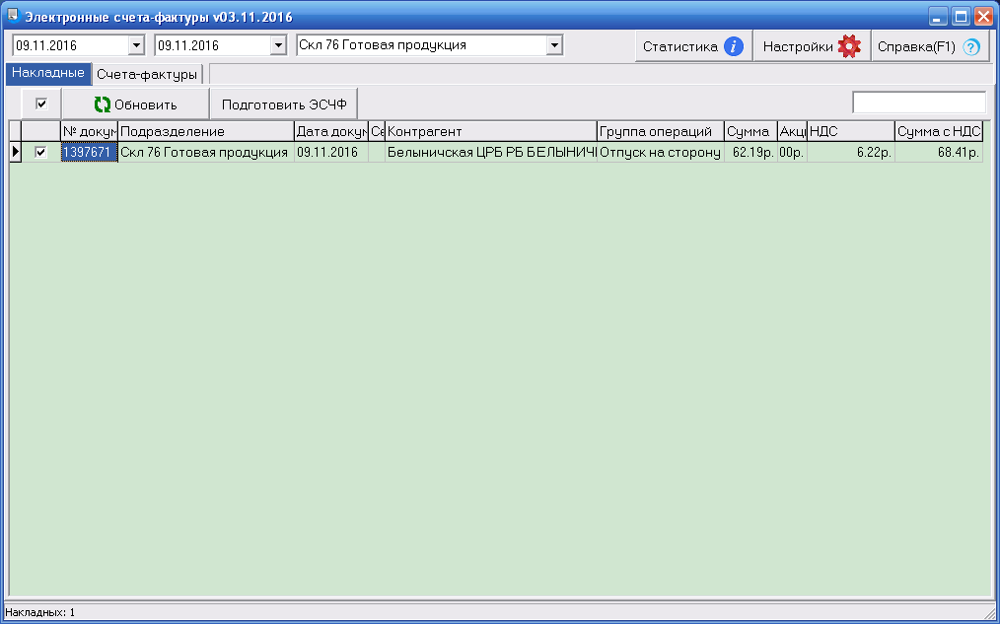 Электронные счета-фактуры v03.11.2016
09.11.2016 09.11.2016 Скл 76 Готовая продукция Статистика Настройки Справка(F1)
Накладные Счета-фактуры
Обновить Подготовить ЭСЧФ
№ докум Подразделение Дата докум Се Контрагент Группа операций Сумма Акци НДС Сумма с НДС
1397671 Скл 76 Готовая продукция 09.11.2016 Белыничская ЦРБ РБ БЕЛЫНИЧІ Отпуск на сторону 62.19р. 00р. 6.22р. 68.41р.
Накладных: 1